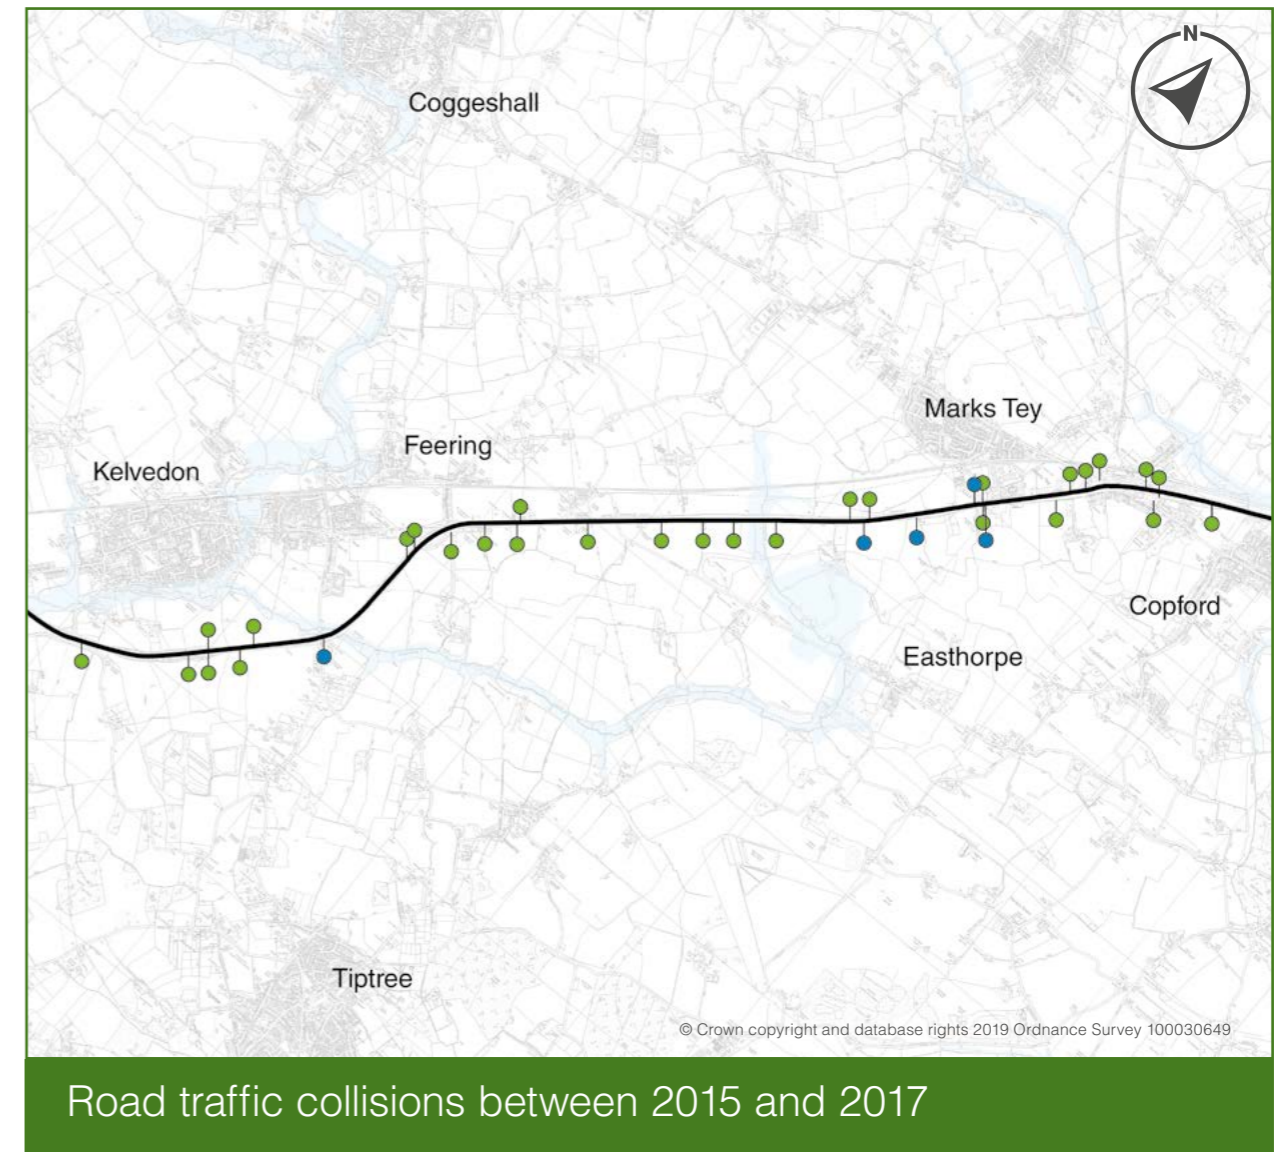 N
Coggeshall
Marks Tey
Feering
Kelvedon
Copford
Easthorpe
Tiptree
© Crown copyright and database rights 2019 Ordnance Survey 100030649
Road traffic collisions between 2015 and 2017